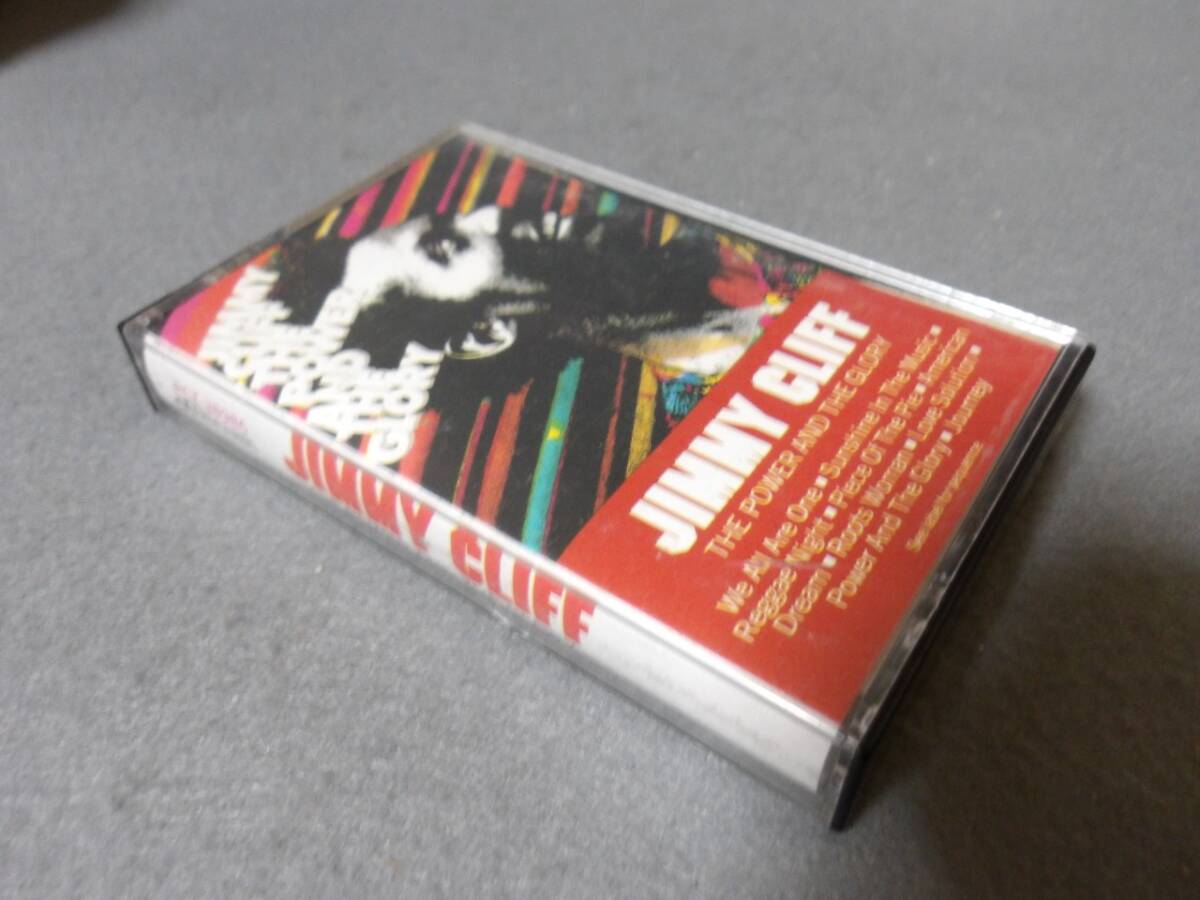 JIMMY
CLIFF
THE
POWER
AND
THE
GLORY
JIMMY CLIFF
THE POWER AND THE GLORY
We All Are One ▪ Sunshine In The Music ▪
Reggae Night ▪ Piece Of The Pie ▪ American
Dream ▪ Roots Woman ▪ Love Solution ▪
Power And The Glory ▪ Journey
JIMMY CLIFF